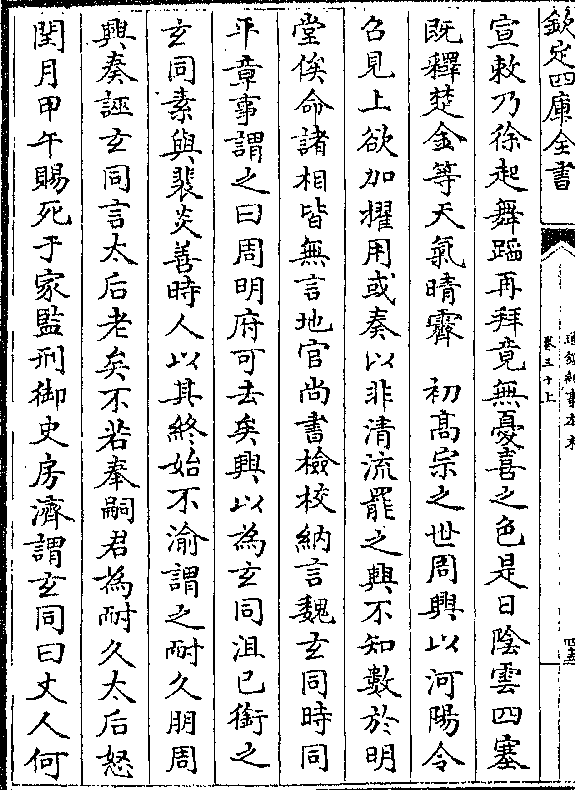 欽定四庫全書
通鑑紀事本末
卷三十上
四五
宣敕乃徐起舞蹈再拜竟無憂喜之色是日陰雲四塞
既釋楚金等天氣晴霽　初高宗之世周興以河陽令
召見上欲加擢用或奏以非清流罷之興不知數於明
堂俟命諸相皆無言地官尚書檢校納言魏玄同時同
平章事謂之曰周明府可去矣興以為玄同沮已銜之
玄同素與裴炎善時人以其終始不渝謂之耐久朋周
興奏誣玄同言太后老矣不若奉嗣君為耐久太后怒
閏月甲午賜死于家監刑御史房濟謂玄同曰丈人何